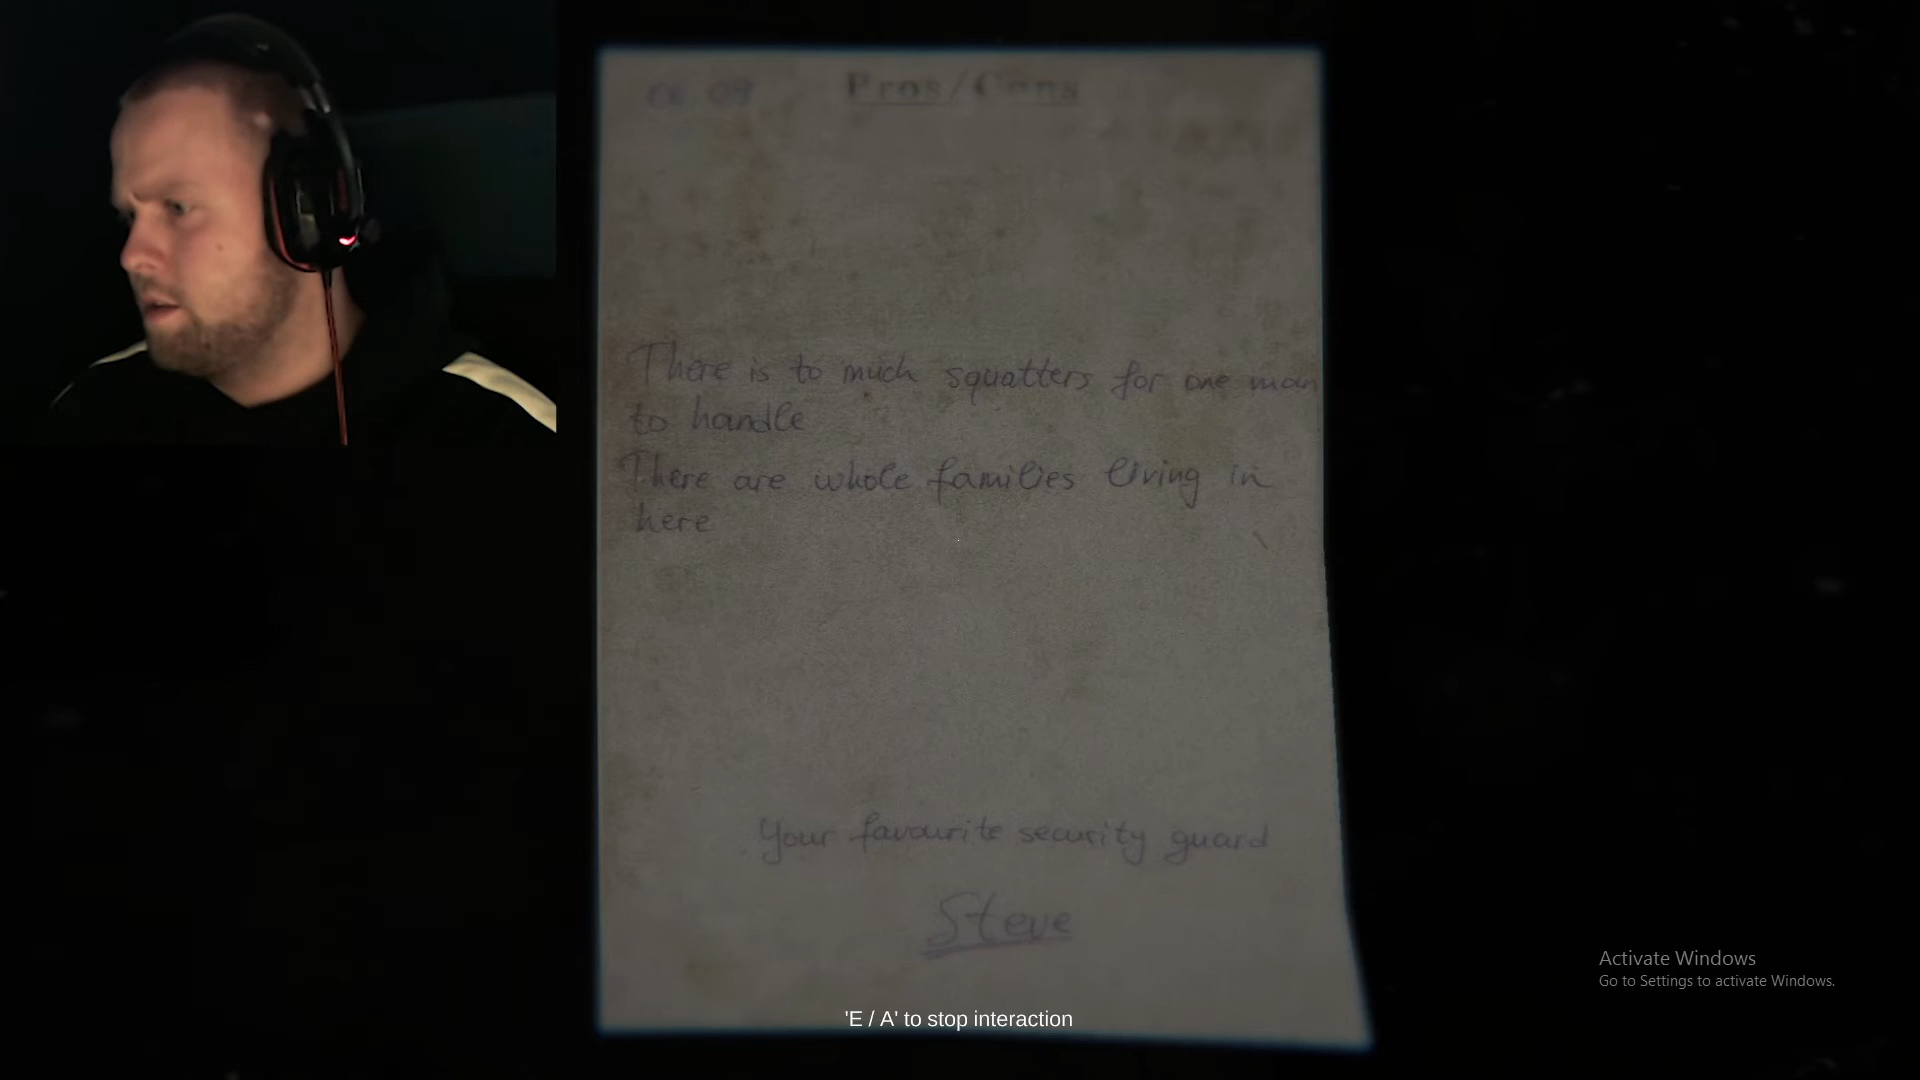 Pros/Cons
There is to much squatters for one man
to handle
There are whole families living in
here
Your favourite security guard
Steve
'E / A' to stop interaction
Activate Windows
Go to Settings to activate Windows.